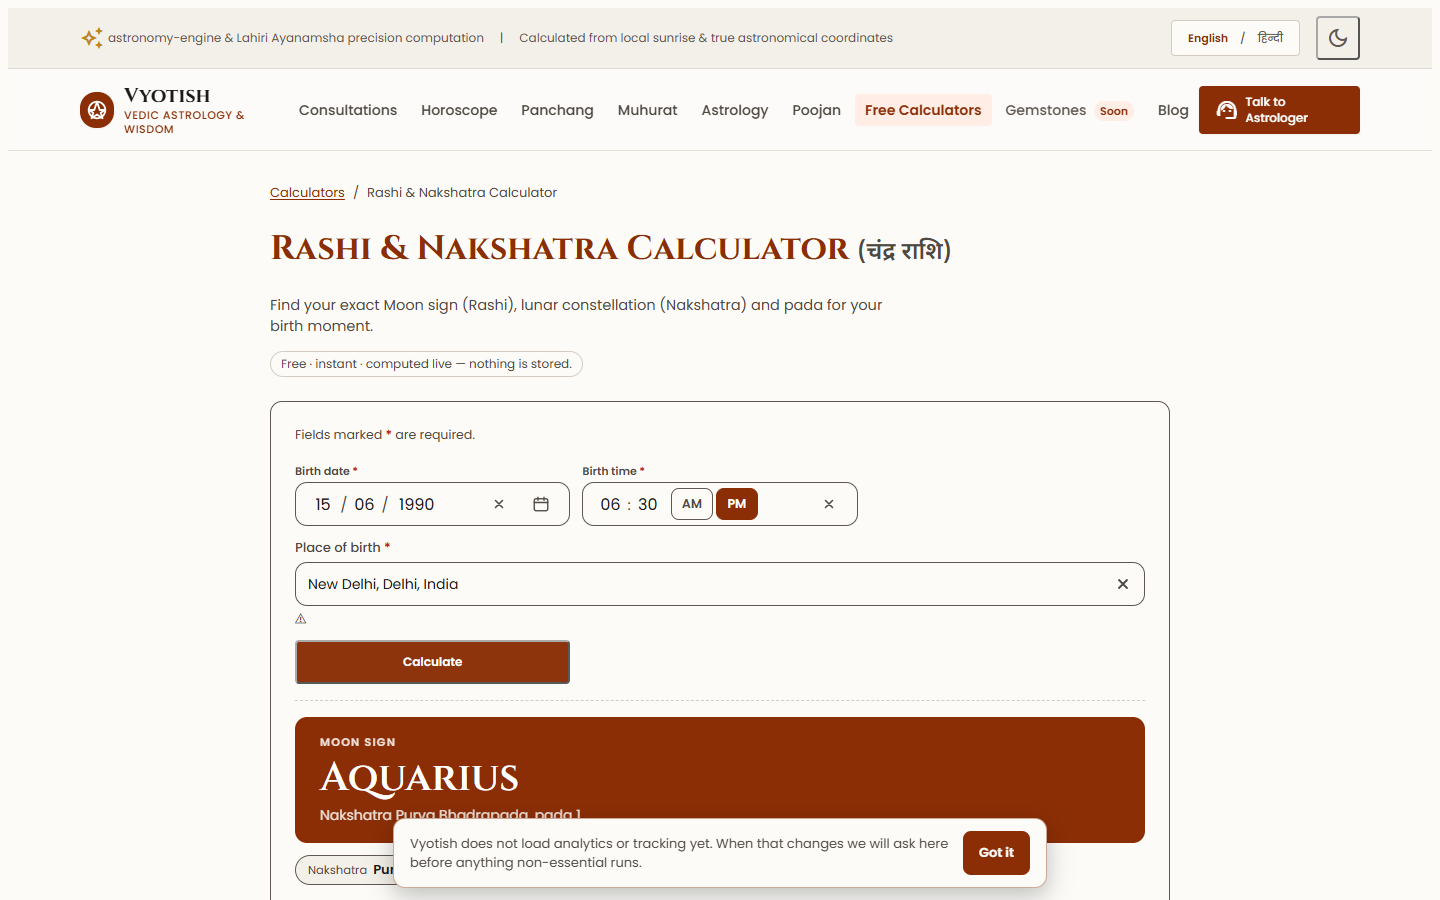 astronomy-engine & Lahiri Ayanamsha precision computation | Calculated from local sunrise & true astronomical coordinates
English / हिन्दी
Vyotish
VEDIC ASTROLOGY &
WISDOM
Consultations Horoscope Panchang Muhurat Astrology Poojan Free Calculators Gemstones Soon Blog
Talk to
Astrologer
Calculators / Rashi & Nakshatra Calculator
Rashi & Nakshatra Calculator (चंद्र राशि)
Find your exact Moon sign (Rashi), lunar constellation (Nakshatra) and pada for your
birth moment.
Free · instant · computed live — nothing is stored.
Fields marked * are required.
Birth date * Birth time *
15 / 06 / 1990 06 : 30 AM PM
Place of birth *
New Delhi, Delhi, India
Calculate
MOON SIGN
Aquarius
Nakshatra Purva Bhadrapada, pada 1
Vyotish does not load analytics or tracking yet. When that changes we will ask here
before anything non-essential runs.
Got it
Nakshatra